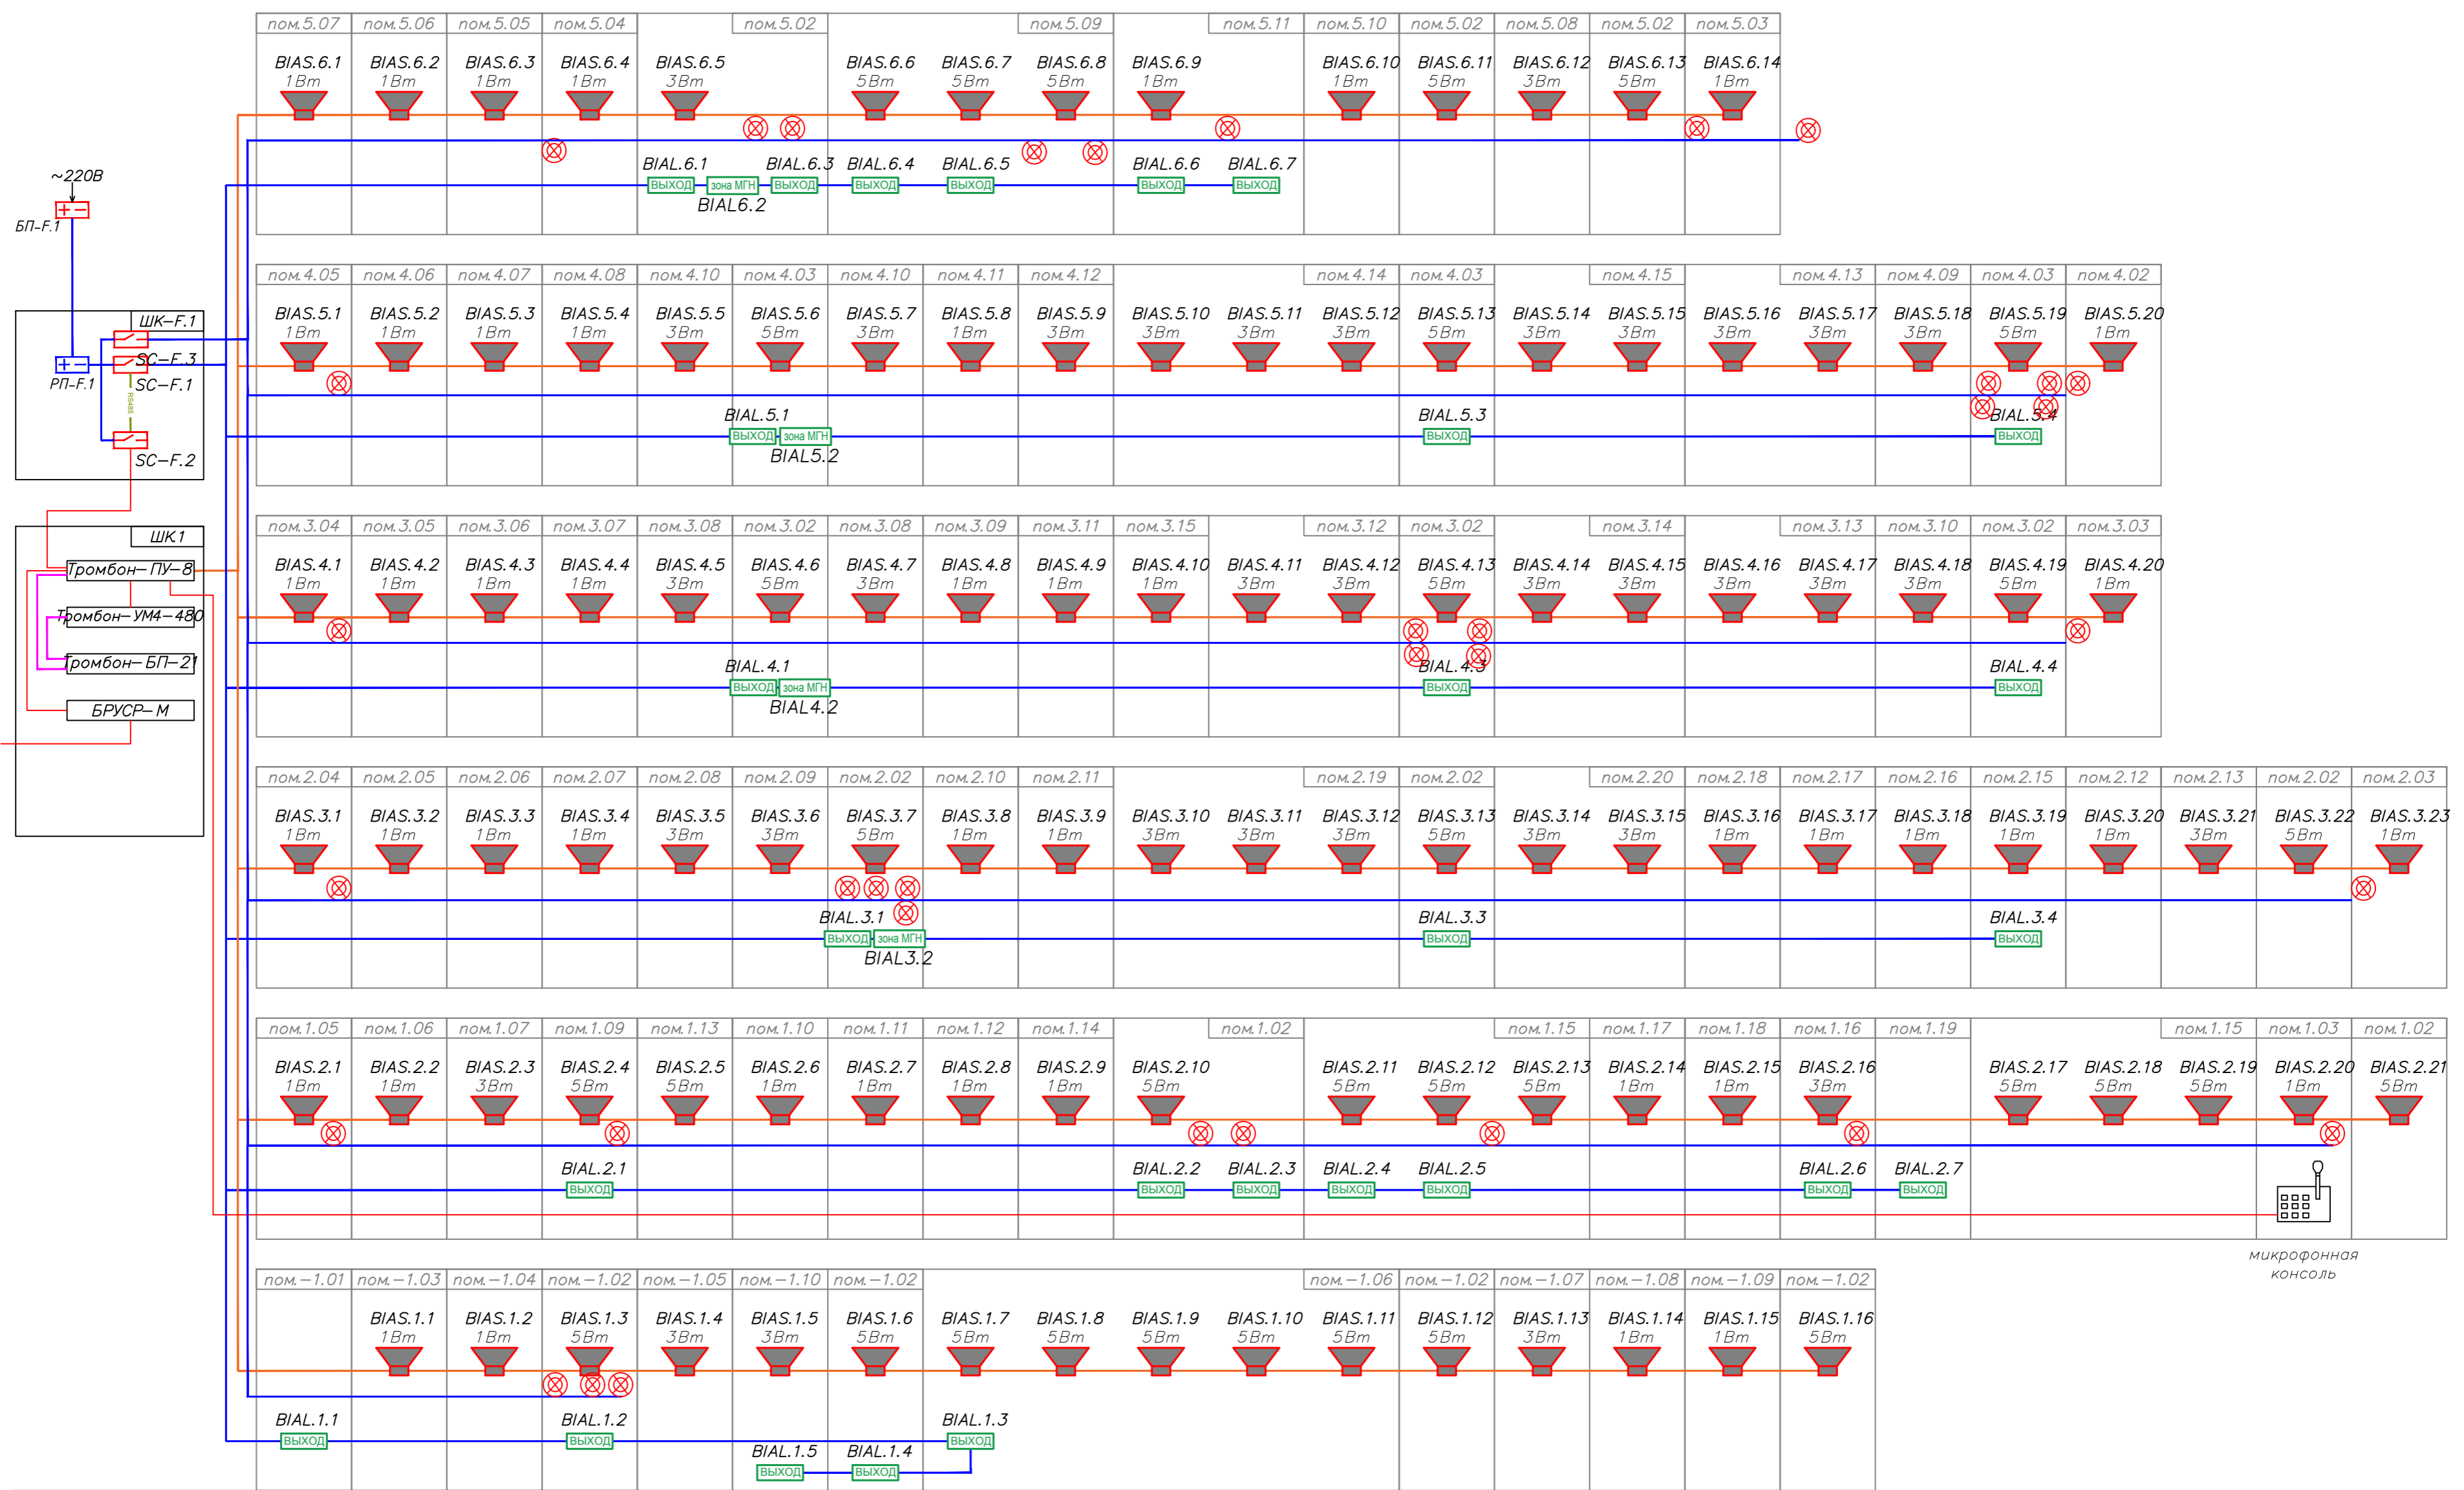 пом.5.07 пом.5.06 пом.5.05 пом.5.04 пом.5.02 пом.5.09 пом.5.11 пом.5.10 пом.5.02 пом.5.08 пом.5.02 пом.5.03
BIAS.6.1 BIAS.6.2 BIAS.6.3 BIAS.6.4 BIAS.6.5 BIAS.6.6 BIAS.6.7 BIAS.6.8 BIAS.6.9 BIAS.6.10 BIAS.6.11 BIAS.6.12 BIAS.6.13 BIAS.6.14
1Вт 1Вт 1Вт 1Вт 3Вт 5Вт 5Вт 5Вт 1Вт 1Вт 5Вт 3Вт 5Вт 1Вт
BIAL.6.1 BIAL.6.3 BIAL.6.4 BIAL.6.5 BIAL.6.6 BIAL.6.7
ВЫХОД зона МГН ВЫХОД ВЫХОД ВЫХОД ВЫХОД ВЫХОД
BIAL6.2
~220В
БП-F.1
ШК-F.1
SC-F.3
РП-F.1
SC-F.1
RS485
SC-F.2
пом.4.05 пом.4.06 пом.4.07 пом.4.08 пом.4.10 пом.4.03 пом.4.10 пом.4.11 пом.4.12 пом.4.14 пом.4.03 пом.4.15 пом.4.13 пом.4.09 пом.4.03 пом.4.02
BIAS.5.1 BIAS.5.2 BIAS.5.3 BIAS.5.4 BIAS.5.5 BIAS.5.6 BIAS.5.7 BIAS.5.8 BIAS.5.9 BIAS.5.10 BIAS.5.11 BIAS.5.12 BIAS.5.13 BIAS.5.14 BIAS.5.15 BIAS.5.16 BIAS.5.17 BIAS.5.18 BIAS.5.19 BIAS.5.20
1Вт 1Вт 1Вт 1Вт 3Вт 5Вт 3Вт 1Вт 3Вт 3Вт 3Вт 3Вт 5Вт 3Вт 3Вт 3Вт 3Вт 3Вт 5Вт 1Вт
BIAL.5.1 BIAL.5.3 BIAL.5.4
ВЫХОД зона МГН ВЫХОД ВЫХОД
BIAL5.2
ШК.1
Тромбон-ПУ-8
Тромбон-УМ4-480
Тромбон-БП-21
БРУСР-М
пом.3.04 пом.3.05 пом.3.06 пом.3.07 пом.3.08 пом.3.02 пом.3.08 пом.3.09 пом.3.11 пом.3.15 пом.3.12 пом.3.02 пом.3.14 пом.3.13 пом.3.10 пом.3.02 пом.3.03
BIAS.4.1 BIAS.4.2 BIAS.4.3 BIAS.4.4 BIAS.4.5 BIAS.4.6 BIAS.4.7 BIAS.4.8 BIAS.4.9 BIAS.4.10 BIAS.4.11 BIAS.4.12 BIAS.4.13 BIAS.4.14 BIAS.4.15 BIAS.4.16 BIAS.4.17 BIAS.4.18 BIAS.4.19 BIAS.4.20
1Вт 1Вт 1Вт 1Вт 3Вт 5Вт 3Вт 1Вт 1Вт 1Вт 3Вт 3Вт 5Вт 3Вт 3Вт 3Вт 3Вт 3Вт 5Вт 1Вт
BIAL.4.1 BIAL.4.3 BIAL.4.4
ВЫХОД зона МГН ВЫХОД ВЫХОД
BIAL4.2
пом.2.04 пом.2.05 пом.2.06 пом.2.07 пом.2.08 пом.2.09 пом.2.02 пом.2.10 пом.2.11 пом.2.19 пом.2.02 пом.2.20 пом.2.18 пом.2.17 пом.2.16 пом.2.15 пом.2.12 пом.2.13 пом.2.02 пом.2.03
BIAS.3.1 BIAS.3.2 BIAS.3.3 BIAS.3.4 BIAS.3.5 BIAS.3.6 BIAS.3.7 BIAS.3.8 BIAS.3.9 BIAS.3.10 BIAS.3.11 BIAS.3.12 BIAS.3.13 BIAS.3.14 BIAS.3.15 BIAS.3.16 BIAS.3.17 BIAS.3.18 BIAS.3.19 BIAS.3.20 BIAS.3.21 BIAS.3.22 BIAS.3.23
1Вт 1Вт 1Вт 1Вт 3Вт 3Вт 5Вт 1Вт 1Вт 3Вт 3Вт 3Вт 5Вт 3Вт 3Вт 1Вт 1Вт 1Вт 1Вт 1Вт 3Вт 5Вт 1Вт
BIAL.3.1 BIAL.3.3 BIAL.3.4
ВЫХОД зона МГН ВЫХОД ВЫХОД
BIAL3.2
пом.1.05 пом.1.06 пом.1.07 пом.1.09 пом.1.13 пом.1.10 пом.1.11 пом.1.12 пом.1.14 пом.1.02 пом.1.15 пом.1.17 пом.1.18 пом.1.16 пом.1.19 пом.1.15 пом.1.03 пом.1.02
BIAS.2.1 BIAS.2.2 BIAS.2.3 BIAS.2.4 BIAS.2.5 BIAS.2.6 BIAS.2.7 BIAS.2.8 BIAS.2.9 BIAS.2.10 BIAS.2.11 BIAS.2.12 BIAS.2.13 BIAS.2.14 BIAS.2.15 BIAS.2.16 BIAS.2.17 BIAS.2.18 BIAS.2.19 BIAS.2.20 BIAS.2.21
1Вт 1Вт 3Вт 5Вт 5Вт 1Вт 1Вт 1Вт 1Вт 5Вт 5Вт 5Вт 5Вт 1Вт 1Вт 3Вт 5Вт 5Вт 5Вт 1Вт 5Вт
BIAL.2.1 BIAL.2.2 BIAL.2.3 BIAL.2.4 BIAL.2.5 BIAL.2.6 BIAL.2.7
ВЫХОД ВЫХОД ВЫХОД ВЫХОД ВЫХОД ВЫХОД ВЫХОД
микрофонная
консоль
пом.-1.01 пом.-1.03 пом.-1.04 пом.-1.02 пом.-1.05 пом.-1.10 пом.-1.02 пом.-1.06 пом.-1.02 пом.-1.07 пом.-1.08 пом.-1.09 пом.-1.02
BIAS.1.1 BIAS.1.2 BIAS.1.3 BIAS.1.4 BIAS.1.5 BIAS.1.6 BIAS.1.7 BIAS.1.8 BIAS.1.9 BIAS.1.10 BIAS.1.11 BIAS.1.12 BIAS.1.13 BIAS.1.14 BIAS.1.15 BIAS.1.16
1Вт 1Вт 5Вт 3Вт 3Вт 5Вт 5Вт 5Вт 5Вт 5Вт 5Вт 5Вт 3Вт 1Вт 1Вт 5Вт
BIAL.1.1 BIAL.1.2 BIAL.1.3
ВЫХОД ВЫХОД ВЫХОД
BIAL.1.5 BIAL.1.4
ВЫХОД ВЫХОД